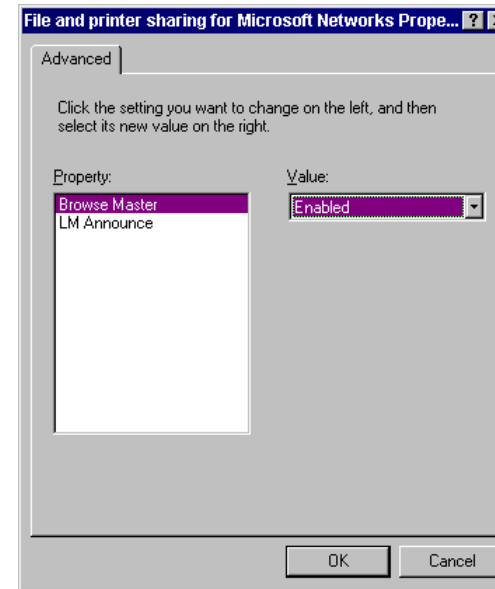 File and printer sharing for Microsoft Networks Prope...
Advanced
Click the setting you want to change on the left, and then
select its new value on the right.
Property:
Value:
Browse Master
Enabled
LM Announce
OK
Cancel